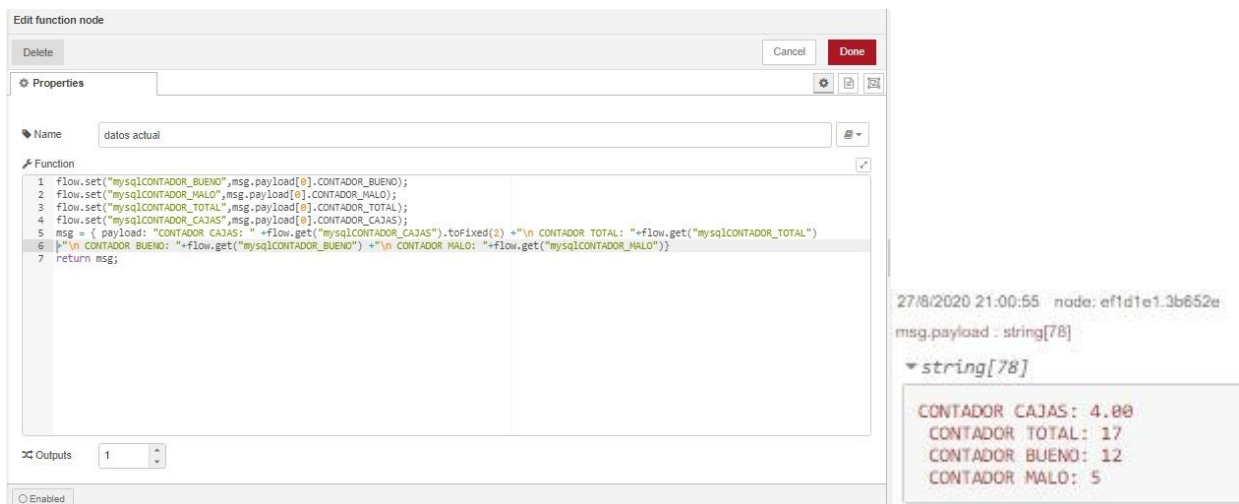 Edit function node
Delete
Cancel
Done
Properties
Name
datos actual
Function
1 flow.set("mysqlCONTADOR_BUENO",msg.payload[0].CONTADOR_BUENO);
2 flow.set("mysqlCONTADOR_MALO",msg.payload[0].CONTADOR_MALO);
3 flow.set("mysqlCONTADOR_TOTAL",msg.payload[0].CONTADOR_TOTAL);
4 flow.set("mysqlCONTADOR_CAJAS",msg.payload[0].CONTADOR_CAJAS);
5 msg = { payload: "CONTADOR CAJAS: " +flow.get("mysqlCONTADOR_CAJAS").toFixed(2) +"\n CONTADOR TOTAL: "+flow.get("mysqlCONTADOR_TOTAL")
6 +"\n CONTADOR BUENO: "+flow.get("mysqlCONTADOR_BUENO") +"\n CONTADOR MALO: "+flow.get("mysqlCONTADOR_MALO")}
7 return msg;
Outputs
1
Enabled
27/8/2020 21:00:55 node: ef1d1e1.3b652e
msg.payload : string[78]
string[78]
CONTADOR CAJAS: 4.00
CONTADOR TOTAL: 17
CONTADOR BUENO: 12
CONTADOR MALO: 5